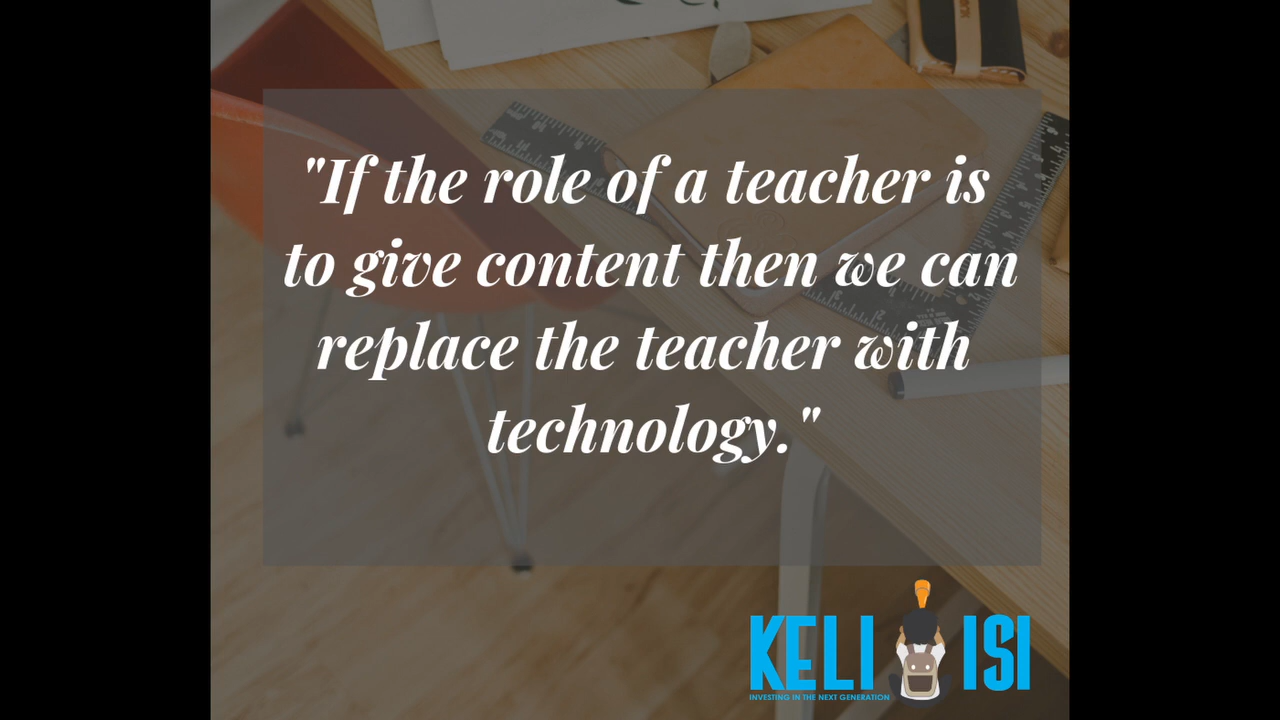 "If the role of a teacher is
to give content then we can
replace the teacher with
technology."
KELI ISI
INVESTING IN THE NEXT GENERATION